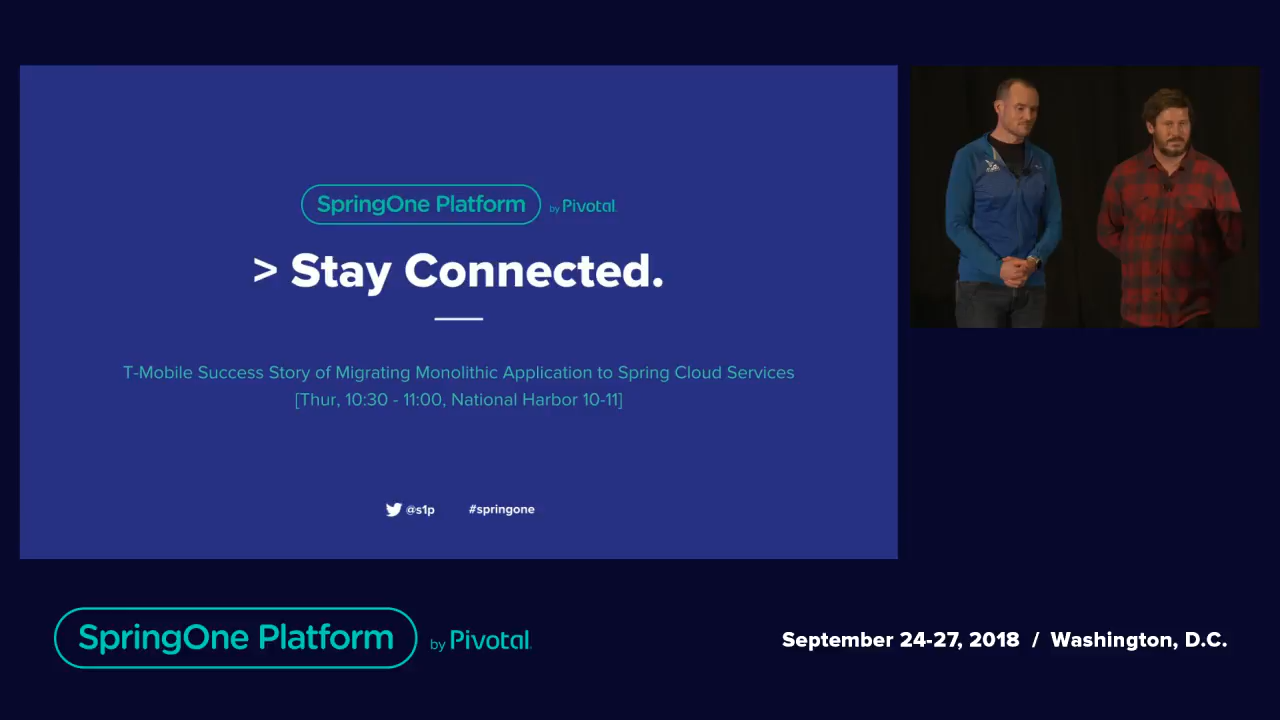 SpringOne Platform by Pivotal.
> Stay Connected.
T-Mobile Success Story of Migrating Monolithic Application to Spring Cloud Services
[Thur, 10:30 - 11:00, National Harbor 10-11]
@s1p #springone
SpringOne Platform by Pivotal.
September 24-27, 2018 / Washington, D.C.